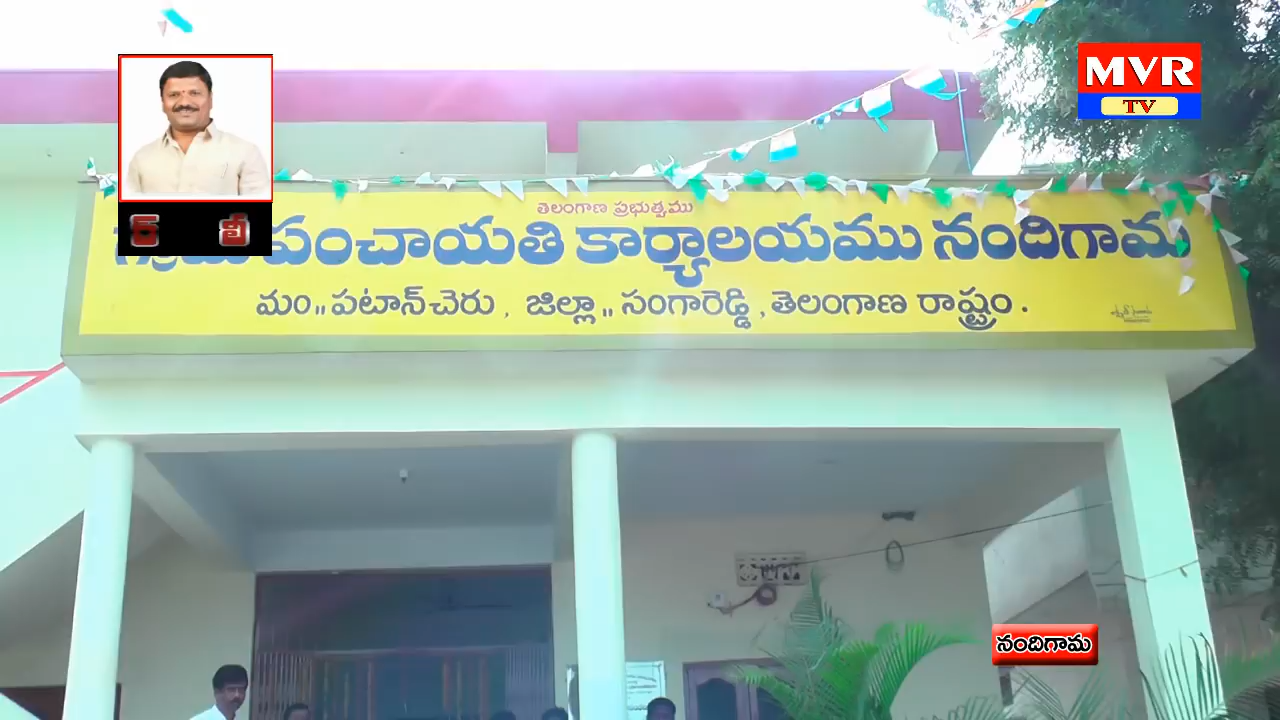 MVR
TV
తెలంగాణ ప్రభుత్వము
పంచాయతి కార్యాలయము నందిగామ
మం॥ పటాన్‌చెరు, జిల్లా॥ సంగారెడ్డి, తెలంగాణ రాష్ట్రం.
నందిగామ